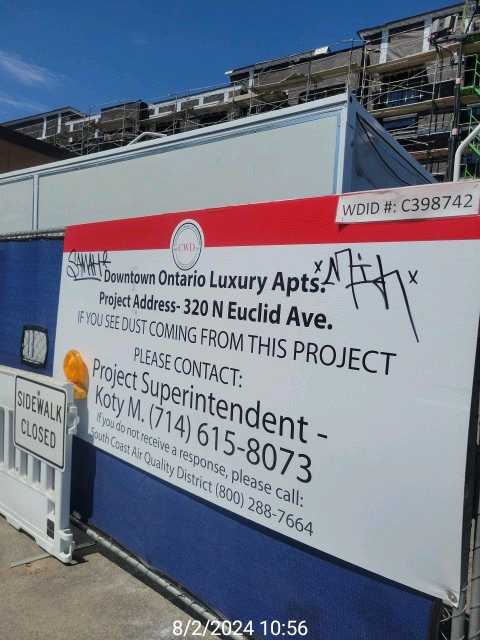 WDID #: C398742
CWD
Downtown Ontario Luxury Apts.
Project Address- 320 N Euclid Ave.
IF YOU SEE DUST COMING FROM THIS PROJECT
PLEASE CONTACT:
Project Superintendent -
Koty M. (714) 615-8073
If you do not receive a response, please call:
South Coast Air Quality District (800) 288-7664
SIDEWALK
CLOSED
8/2/2024 10:56